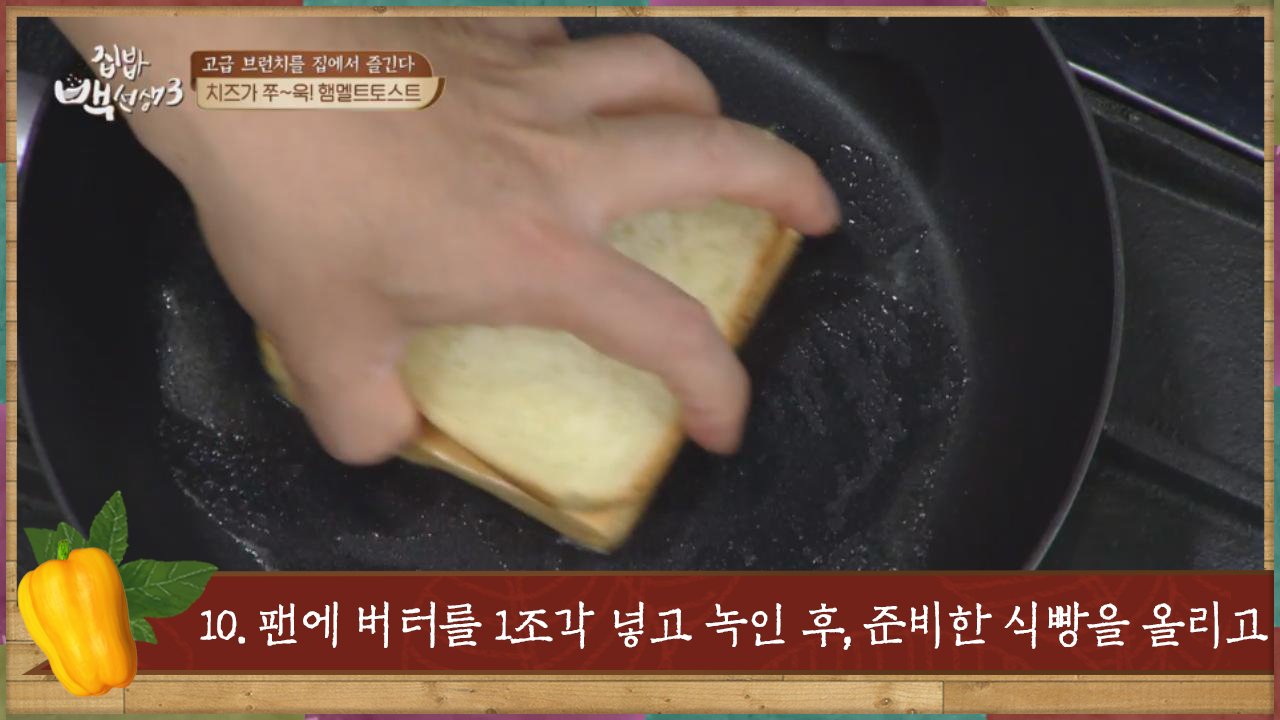 집밥
백선생3
고급 브런치를 집에서 즐긴다
치즈가 쭈~욱! 햄멜트토스트
10. 팬에 버터를 1조각 넣고 녹인 후, 준비한 식빵을 올리고